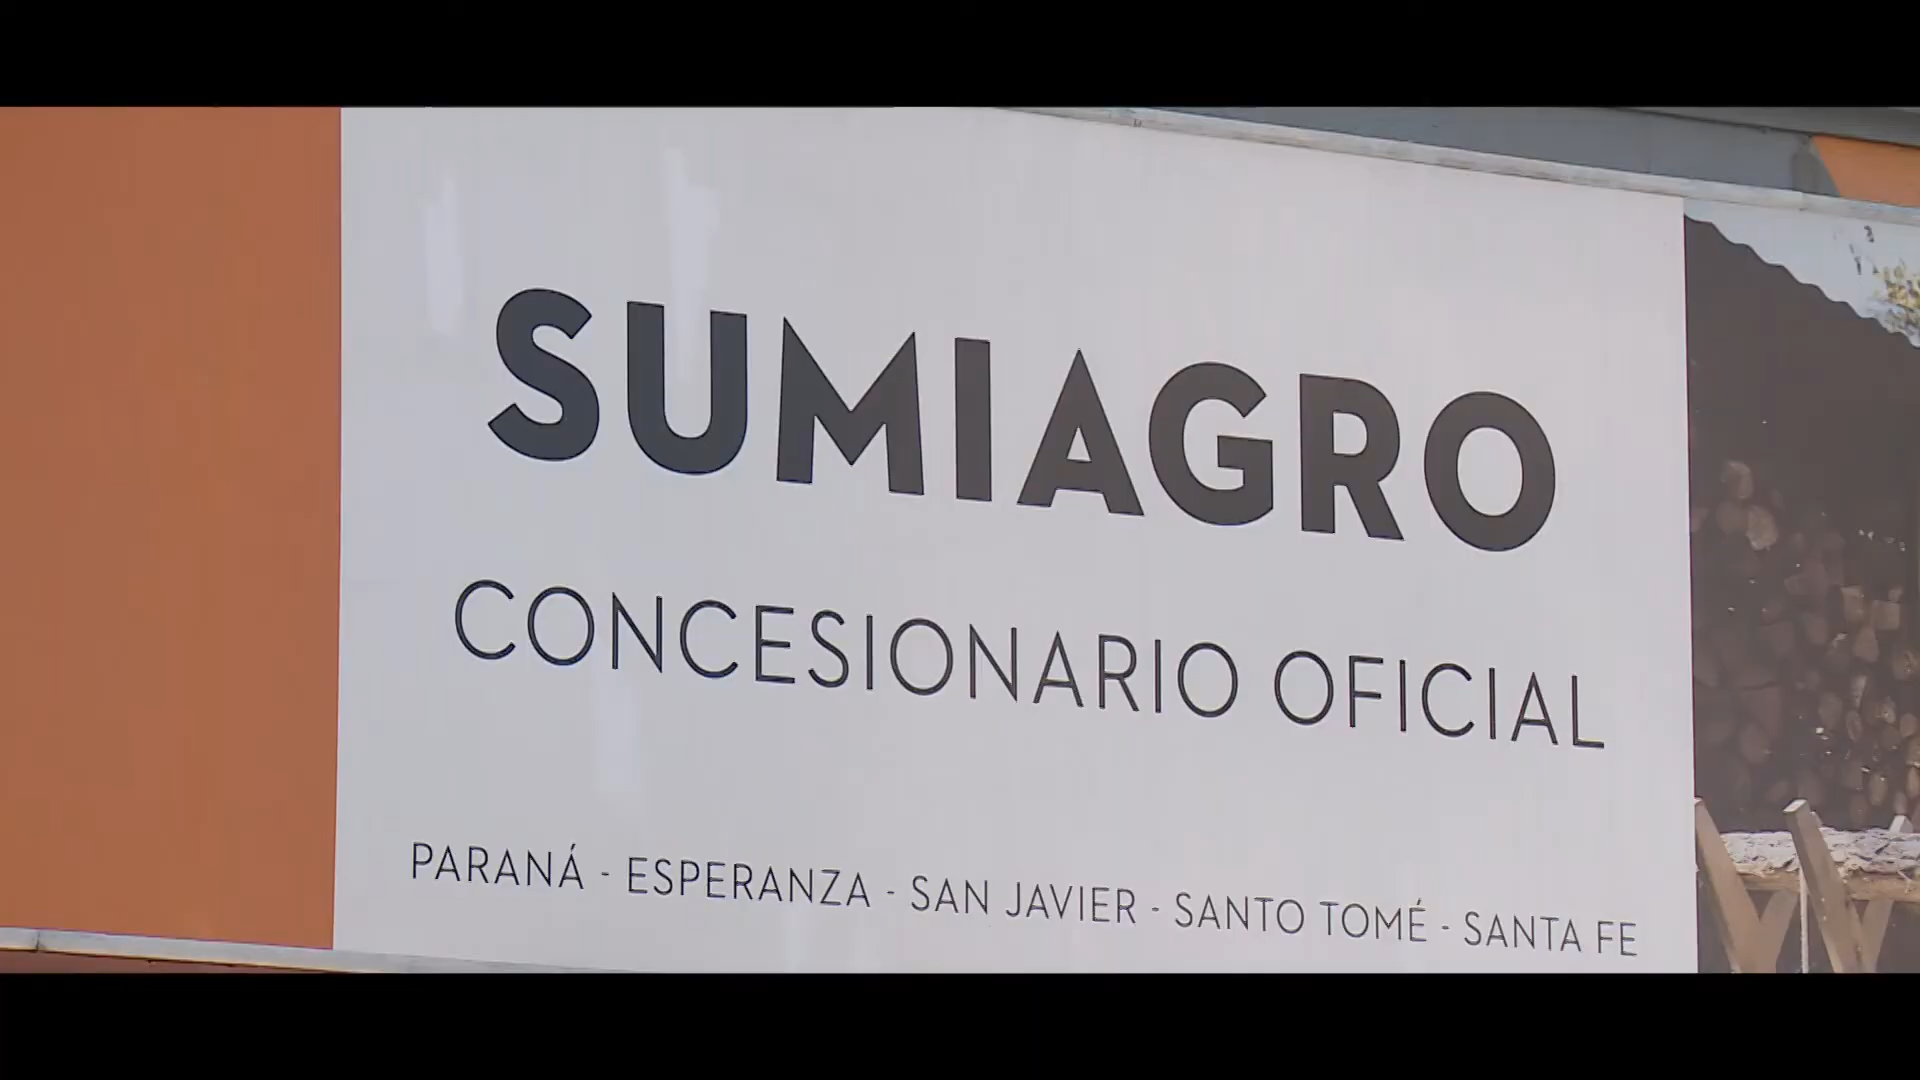 SUMIAGRO
CONCESIONARIO OFICIAL
PARANÁ - ESPERANZA - SAN JAVIER - SANTO TOMÉ - SANTA FE